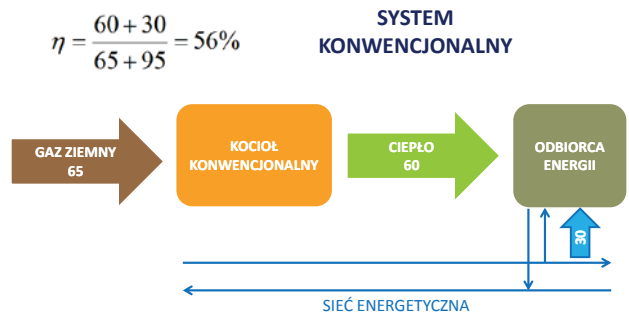 η = (60 + 30) / (65 + 95) = 56%
SYSTEM
KONWENCJONALNY
GAZ ZIEMNY
65
KOCIOŁ
KONWENCJONALNY
CIEPŁO
60
ODBIORCA
ENERGII
30
SIEĆ ENERGETYCZNA